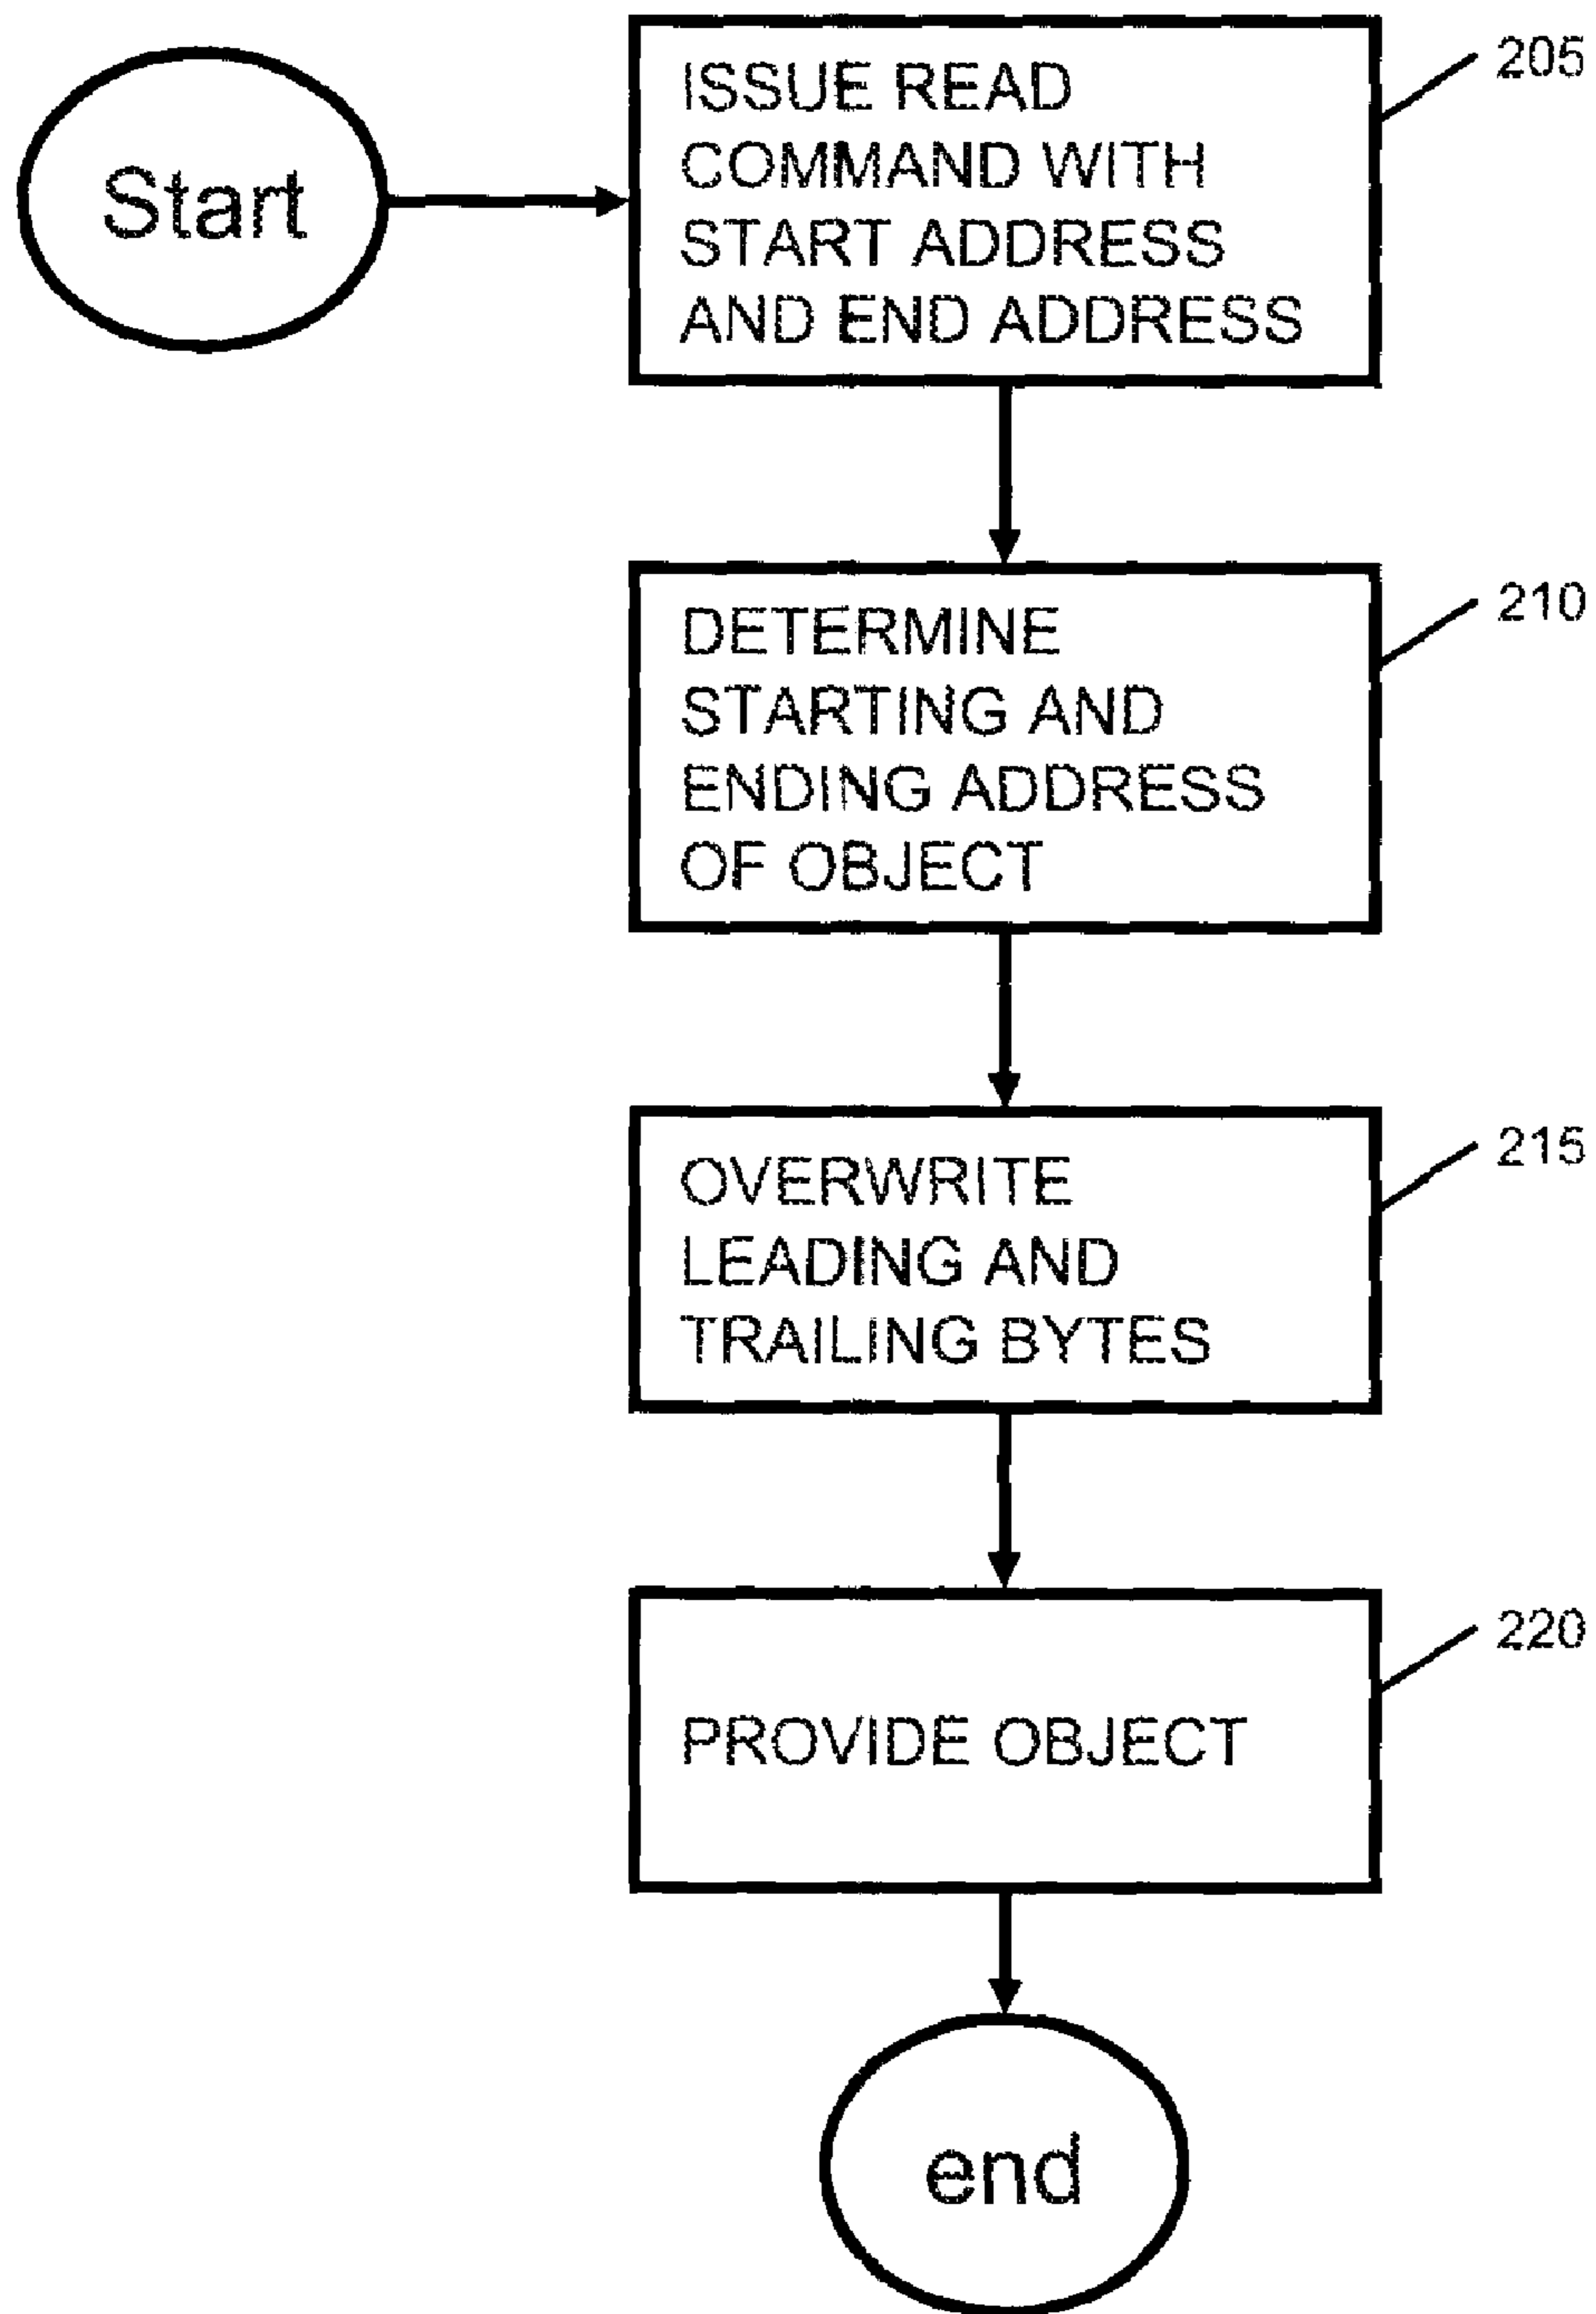 Start
ISSUE READ
COMMAND WITH
START ADDRESS
AND END ADDRESS
205
DETERMINE
STARTING AND
ENDING ADDRESS
OF OBJECT
210
OVERWRITE
LEADING AND
TRAILING BYTES
215
PROVIDE OBJECT
220
end